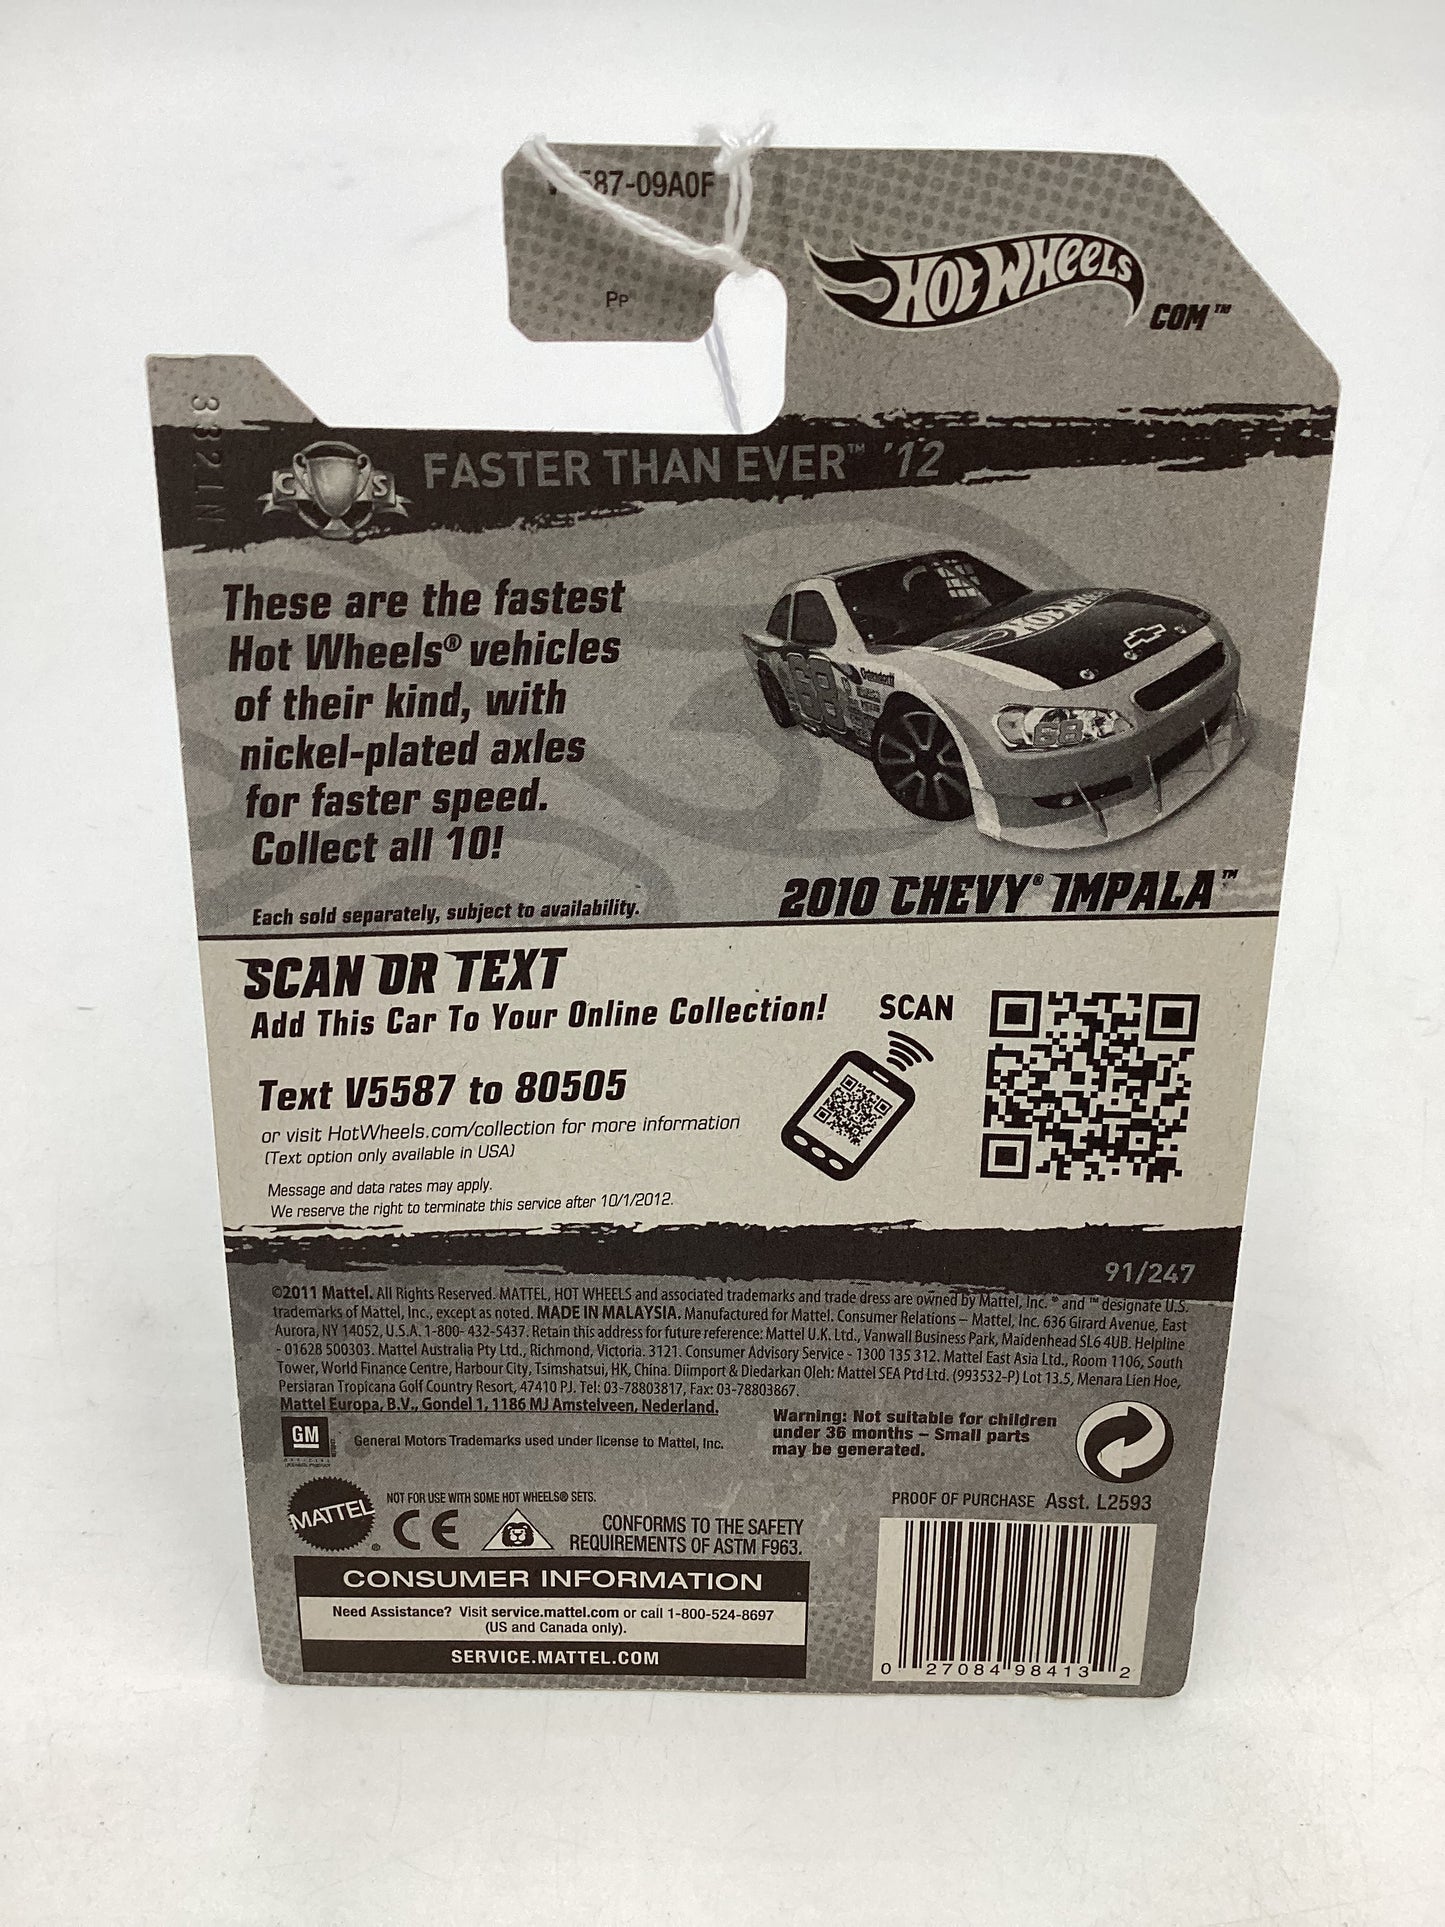 87-09A0F
PP
HOT WHEELS
.COM™
3321N
C S
FASTER THAN EVER™ '12
These are the fastest
Hot Wheels® vehicles
of their kind, with
nickel-plated axles
for faster speed.
Collect all 10!
Each sold separately, subject to availability.
HOT WHEELS
68
68
2010 CHEVY® IMPALA™
SCAN OR TEXT
Add This Car To Your Online Collection!
SCAN
Text V5587 to 80505
or visit HotWheels.com/collection for more information
(Text option only available in USA)
Message and data rates may apply.
We reserve the right to terminate this service after 10/1/2012.
91/247
©2011 Mattel. All Rights Reserved. MATTEL, HOT WHEELS and associated trademarks and trade dress are owned by Mattel, Inc. ® and ™ designate U.S.
trademarks of Mattel, Inc., except as noted. MADE IN MALAYSIA. Manufactured for Mattel. Consumer Relations – Mattel, Inc. 636 Girard Avenue, East
Aurora, NY 14052, U.S.A. 1-800- 432-5437. Retain this address for future reference: Mattel U.K. Ltd., Vanwall Business Park, Maidenhead SL6 4UB. Helpline
- 01628 500303. Mattel Australia Pty Ltd., Richmond, Victoria. 3121. Consumer Advisory Service - 1300 135 312. Mattel East Asia Ltd., Room 1106, South
Tower, World Finance Centre, Harbour City, Tsimshatsui, HK, China. Diimport & Diedarkan Oleh: Mattel SEA Ptd Ltd. (993532-P) Lot 13.5, Menara Lien Hoe,
Persiaran Tropicana Golf Country Resort, 47410 PJ. Tel: 03-78803817, Fax: 03-78803867.
Mattel Europa, B.V., Gondel 1, 1186 MJ Amstelveen, Nederland.
GM
OFFICIAL
LICENSED PRODUCT
General Motors Trademarks used under license to Mattel, Inc.
Warning: Not suitable for children
under 36 months – Small parts
may be generated.
MATTEL®
NOT FOR USE WITH SOME HOT WHEELS® SETS.
CE
CONFORMS TO THE SAFETY
REQUIREMENTS OF ASTM F963.
PROOF OF PURCHASE Asst. L2593
CONSUMER INFORMATION
Need Assistance? Visit service.mattel.com or call 1-800-524-8697
(US and Canada only).
SERVICE.MATTEL.COM
0 27084 98413 2